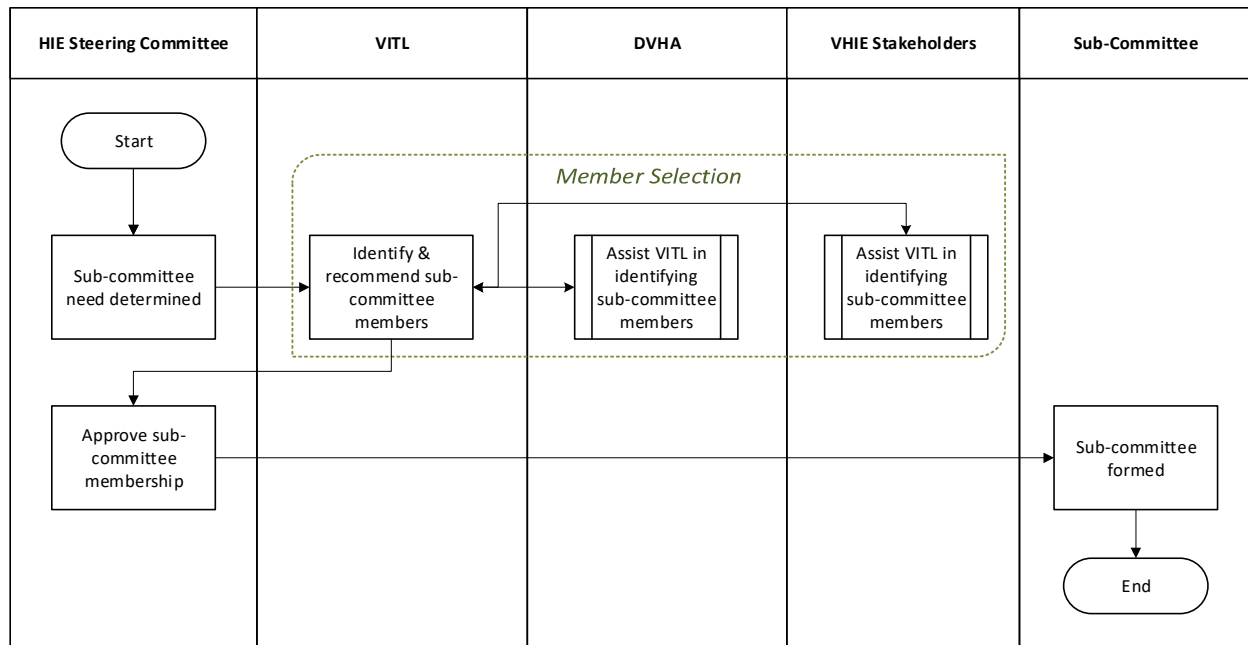 HIE Steering Committee
VITL
DVHA
VHIE Stakeholders
Sub-Committee
Start
Member Selection
Sub-committee
need determined
Identify &
recommend sub-
committee
members
Assist VITL in
identifying
sub-committee
members
Assist VITL in
identifying
sub-committee
members
Approve sub-
committee
membership
Sub-committee
formed
End